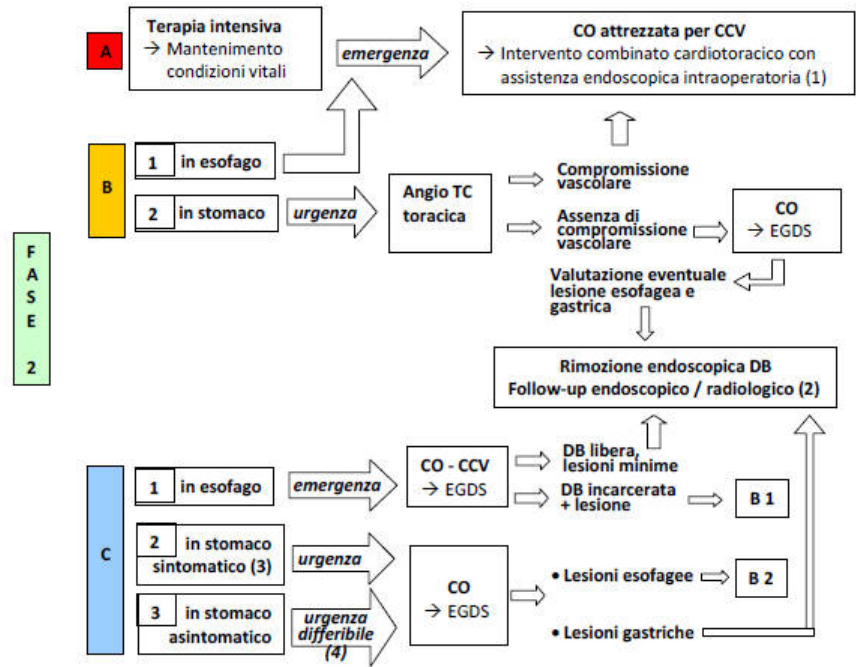 Terapia intensiva
→ Mantenimento
condizioni vitali
A
emergenza
CO attrezzata per CCV
→ Intervento combinato cardiotoracico con
assistenza endoscopica intraoperatoria (1)
B
1 in esofago
2 in stomaco
urgenza
Angio TC
toracica
Compromissione
vascolare
Assenza di
compromissione
vascolare
CO
→ EGDS
Valutazione eventuale
lesione esofagea e
gastrica
F
A
S
E
2
Rimozione endoscopica DB
Follow-up endoscopico / radiologico (2)
C
1 in esofago
emergenza
CO - CCV
→ EGDS
DB libera,
lesioni minime
DB incarcerata
+ lesione
B 1
2 in stomaco
sintomatico (3)
urgenza
3 in stomaco
asintomatico
urgenza
differibile
(4)
CO
→ EGDS
• Lesioni esofagee
B 2
• Lesioni gastriche